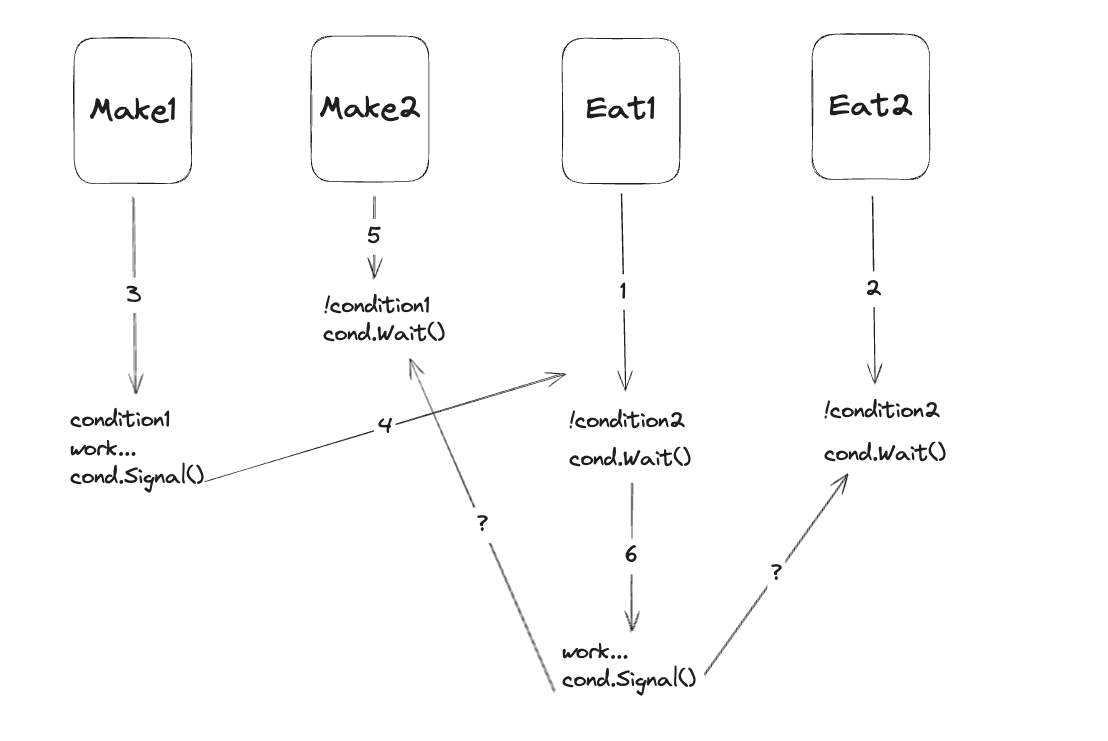 Make1
Make2
Eat1
Eat2
5
3
1
2
!condition1
cond.Wait()
condition1
work...
cond.Signal()
4
!condition2
cond.Wait()
!condition2
cond.Wait()
?
6
?
work...
cond.Signal()